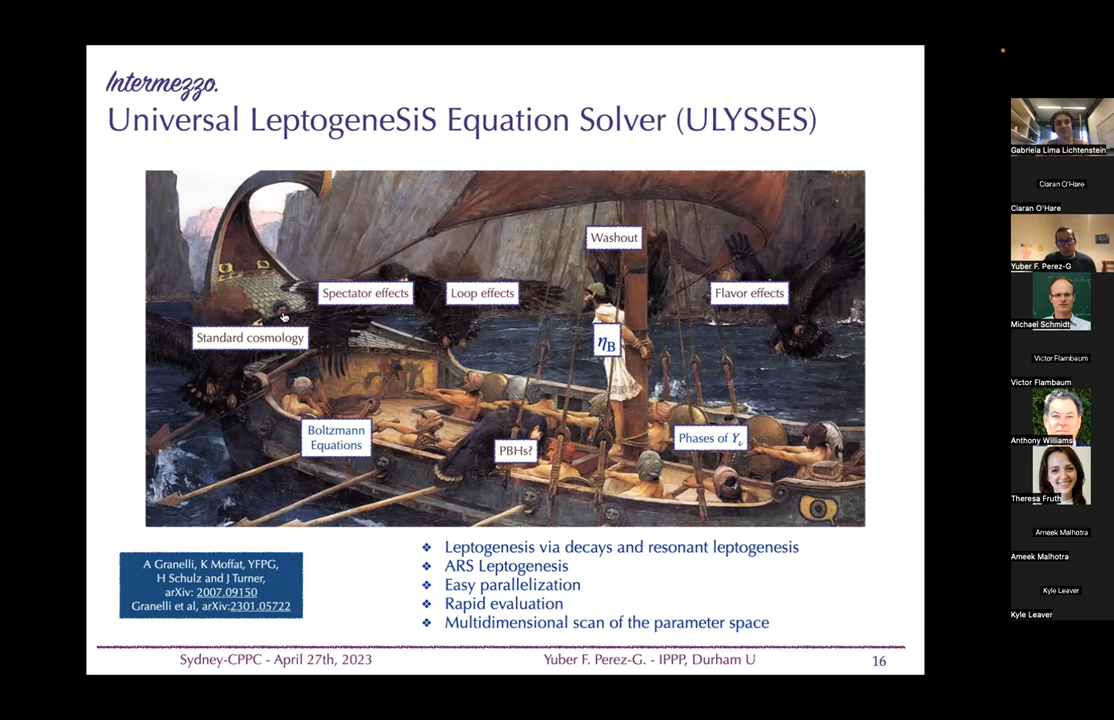 Intermezzo.
Universal LeptogeneSiS Equation Solver (ULYSSES)
Washout
Spectator effects
Loop effects
Flavor effects
Standard cosmology
ηB
Boltzmann
Equations
PBHs?
Phases of Yν
A Granelli, K Moffat, YFPG,
H Schulz and J Turner,
arXiv: 2007.09150
Granelli et al, arXiv:2301.05722
❖ Leptogenesis via decays and resonant leptogenesis
❖ ARS Leptogenesis
❖ Easy parallelization
❖ Rapid evaluation
❖ Multidimensional scan of the parameter space
Sydney-CPPC - April 27th, 2023
Yuber F. Perez-G. - IPPP, Durham U
16
Gabriela Lima Lichtenstein
Ciaran O'Hare
Ciaran O'Hare
Yuber F. Perez-G
Michael Schmidt
Victor Flambaum
Victor Flambaum
Anthony Williams
Theresa Fruth
Ameek Malhotra
Ameek Malhotra
Kyle Leaver
Kyle Leaver